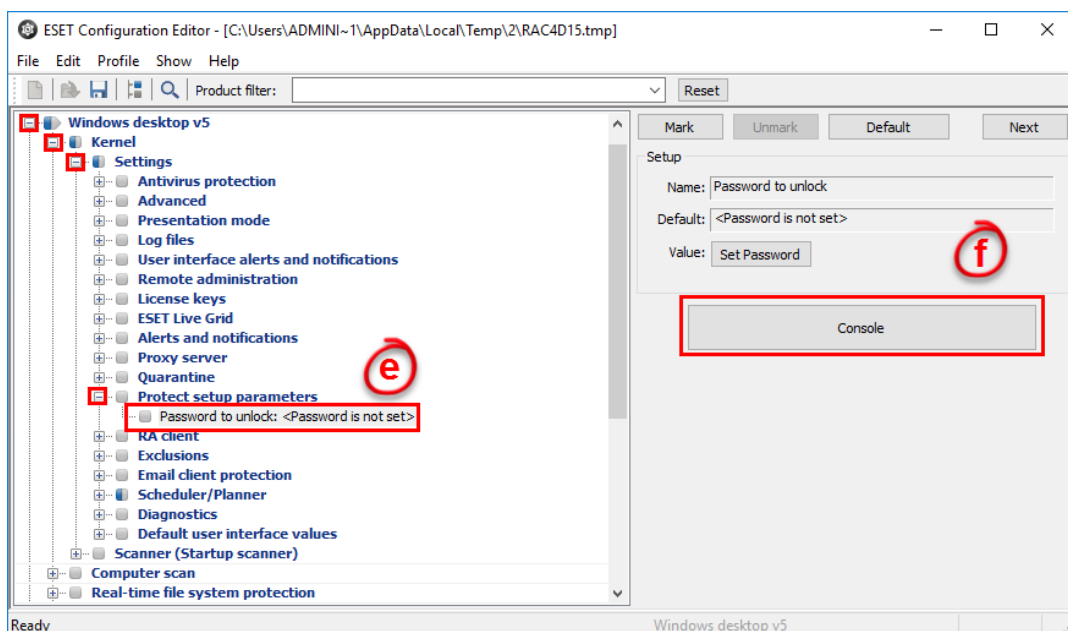 ESET Configuration Editor - [C:\Users\ADMINI~1\AppData\Local\Temp\2\RAC4D15.tmp]
File Edit Profile Show Help
Product filter: Reset
Windows desktop v5
Kernel
Settings
Antivirus protection
Advanced
Presentation mode
Log files
User interface alerts and notifications
Remote administration
License keys
ESET Live Grid
Alerts and notifications
Proxy server
Quarantine
Protect setup parameters
Password to unlock: <Password is not set>
RA client
Exclusions
Email client protection
Scheduler/Planner
Diagnostics
Default user interface values
Scanner (Startup scanner)
Computer scan
Real-time file system protection
e
Mark Unmark Default Next
Setup
Name: Password to unlock
Default: <Password is not set>
Value: Set Password
f
Console
Ready Windows desktop v5